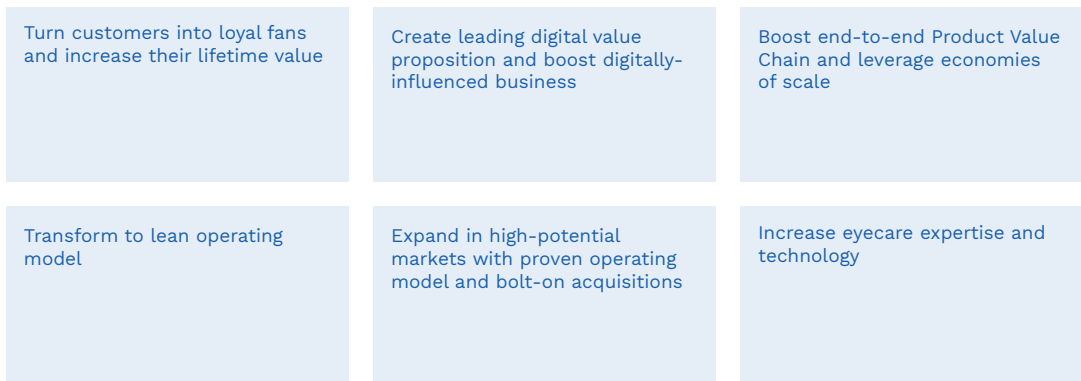 Turn customers into loyal fans
and increase their lifetime value
Create leading digital value
proposition and boost digitally-
influenced business
Boost end-to-end Product Value
Chain and leverage economies
of scale
Transform to lean operating
model
Expand in high-potential
markets with proven operating
model and bolt-on acquisitions
Increase eyecare expertise and
technology